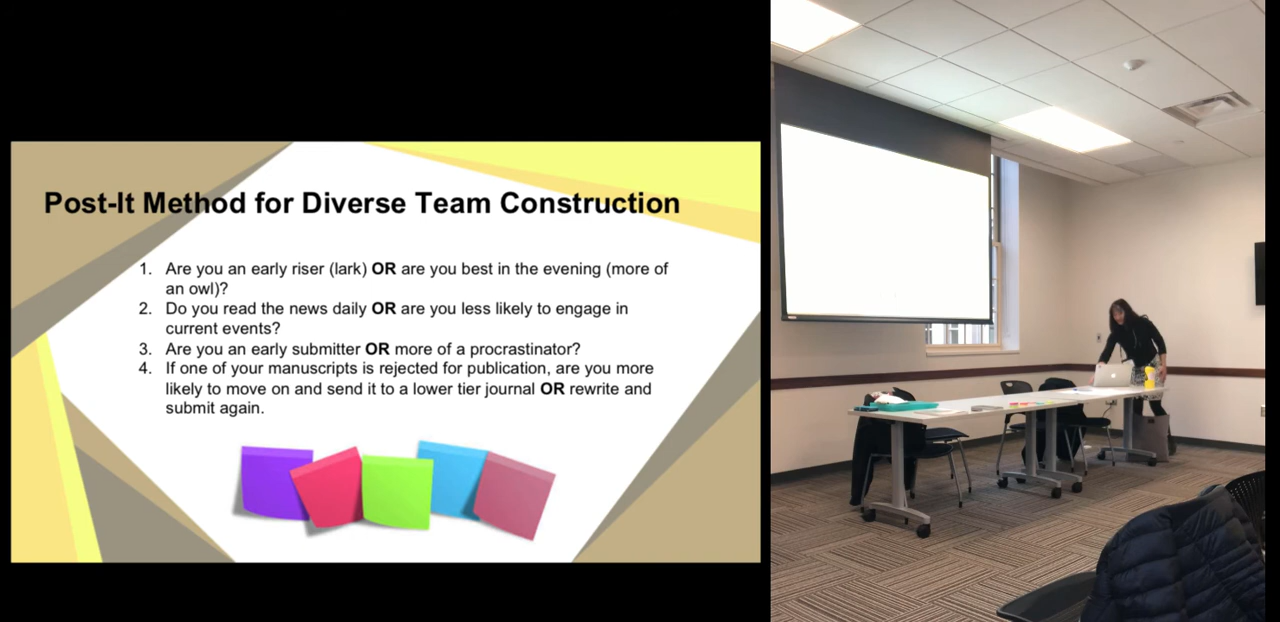 Post-It Method for Diverse Team Construction
1. Are you an early riser (lark) OR are you best in the evening (more of
an owl)?
2. Do you read the news daily OR are you less likely to engage in
current events?
3. Are you an early submitter OR more of a procrastinator?
4. If one of your manuscripts is rejected for publication, are you more
likely to move on and send it to a lower tier journal OR rewrite and
submit again.